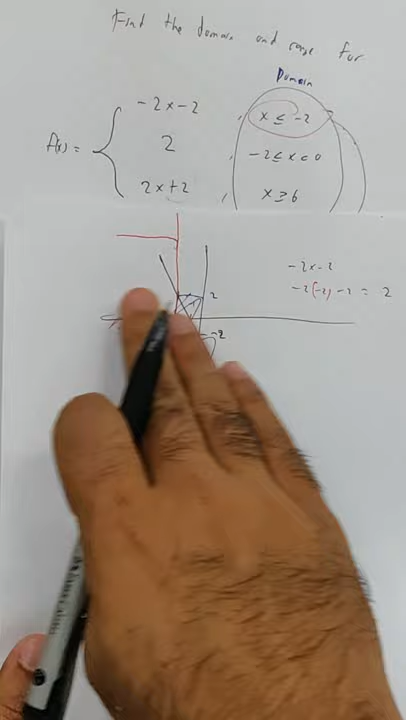 Find the domain and range for
Domain
-2x-2 , x ≤ -2
f(x) = { 2 , -2 ≤ x < 0
2x+2 , x ≥ 6
-2x-2
-2(-2) -2 = 2
2
-2